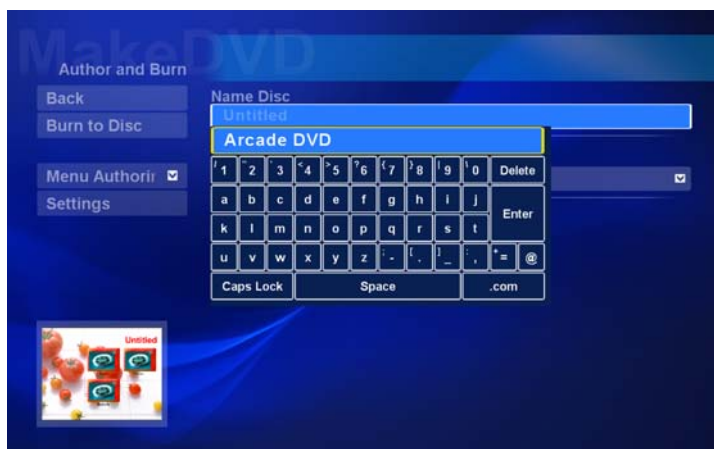 MakeDVD
Author and Burn
Back
Name Disc
Untitled
Burn to Disc
Arcade DVD
1 2 3 4 5 6 7 8 9 0 Delete
Menu Authorir
a b c d e f g h i j
Settings
Enter
k l m n o p q r s t
u v w x y z - . _ , = @
Caps Lock Space .com
Untitled